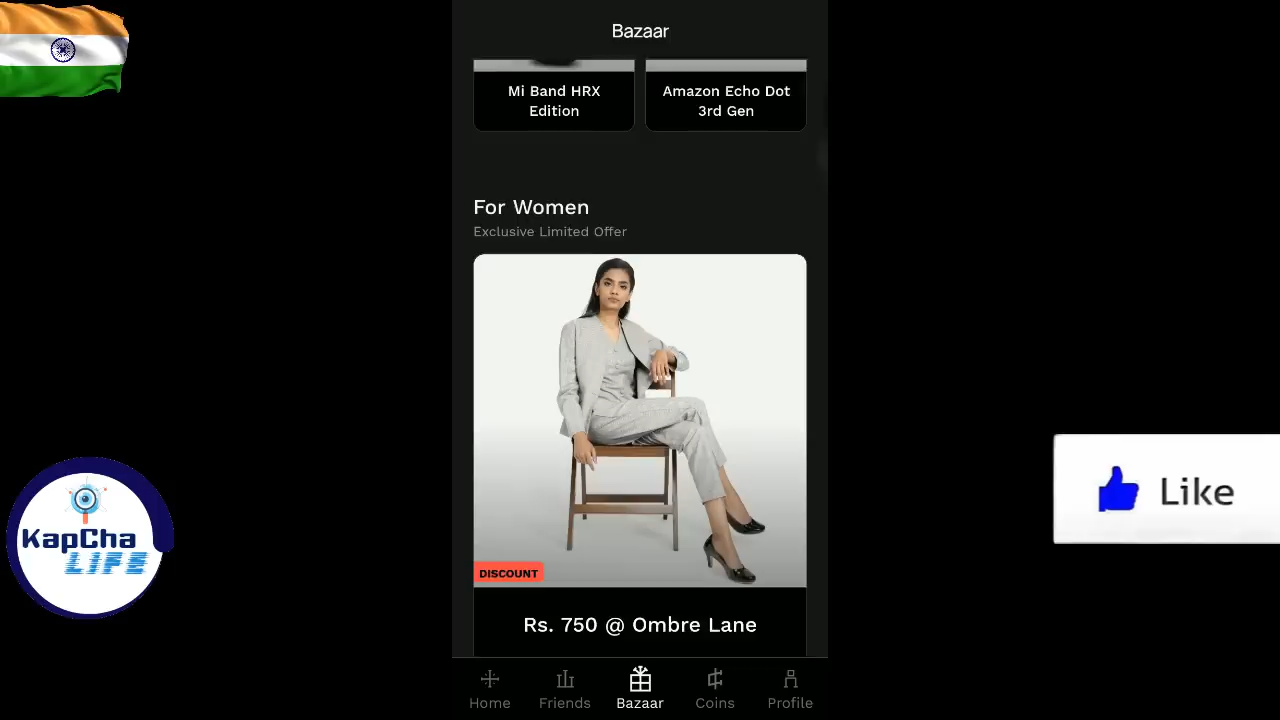 Bazaar
Mi Band HRX
Edition
Amazon Echo Dot
3rd Gen
For Women
Exclusive Limited Offer
DISCOUNT
Rs. 750 @ Ombre Lane
Home
Friends
Bazaar
Coins
Profile
KapCha
LIFE
Like